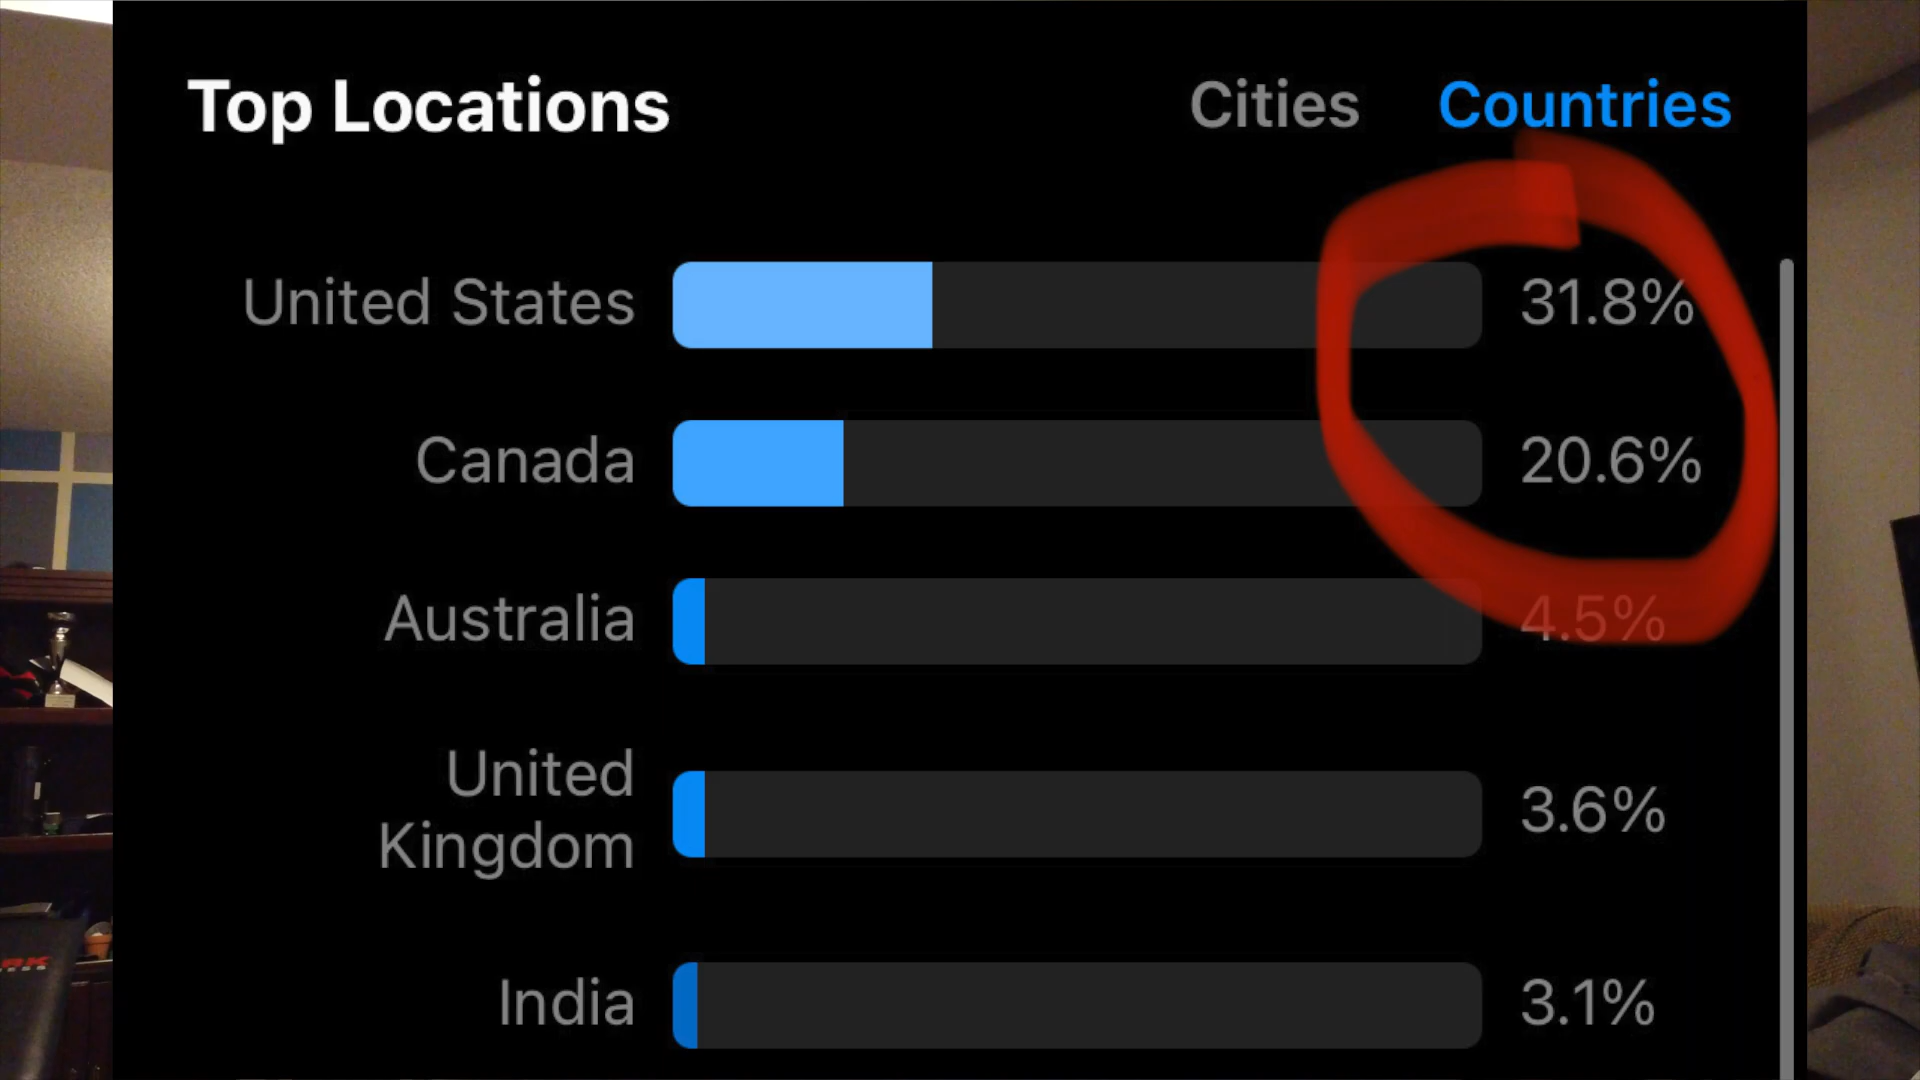 Top Locations
Cities
Countries
United States
31.8%
Canada
20.6%
Australia
4.5%
United
Kingdom
3.6%
India
3.1%